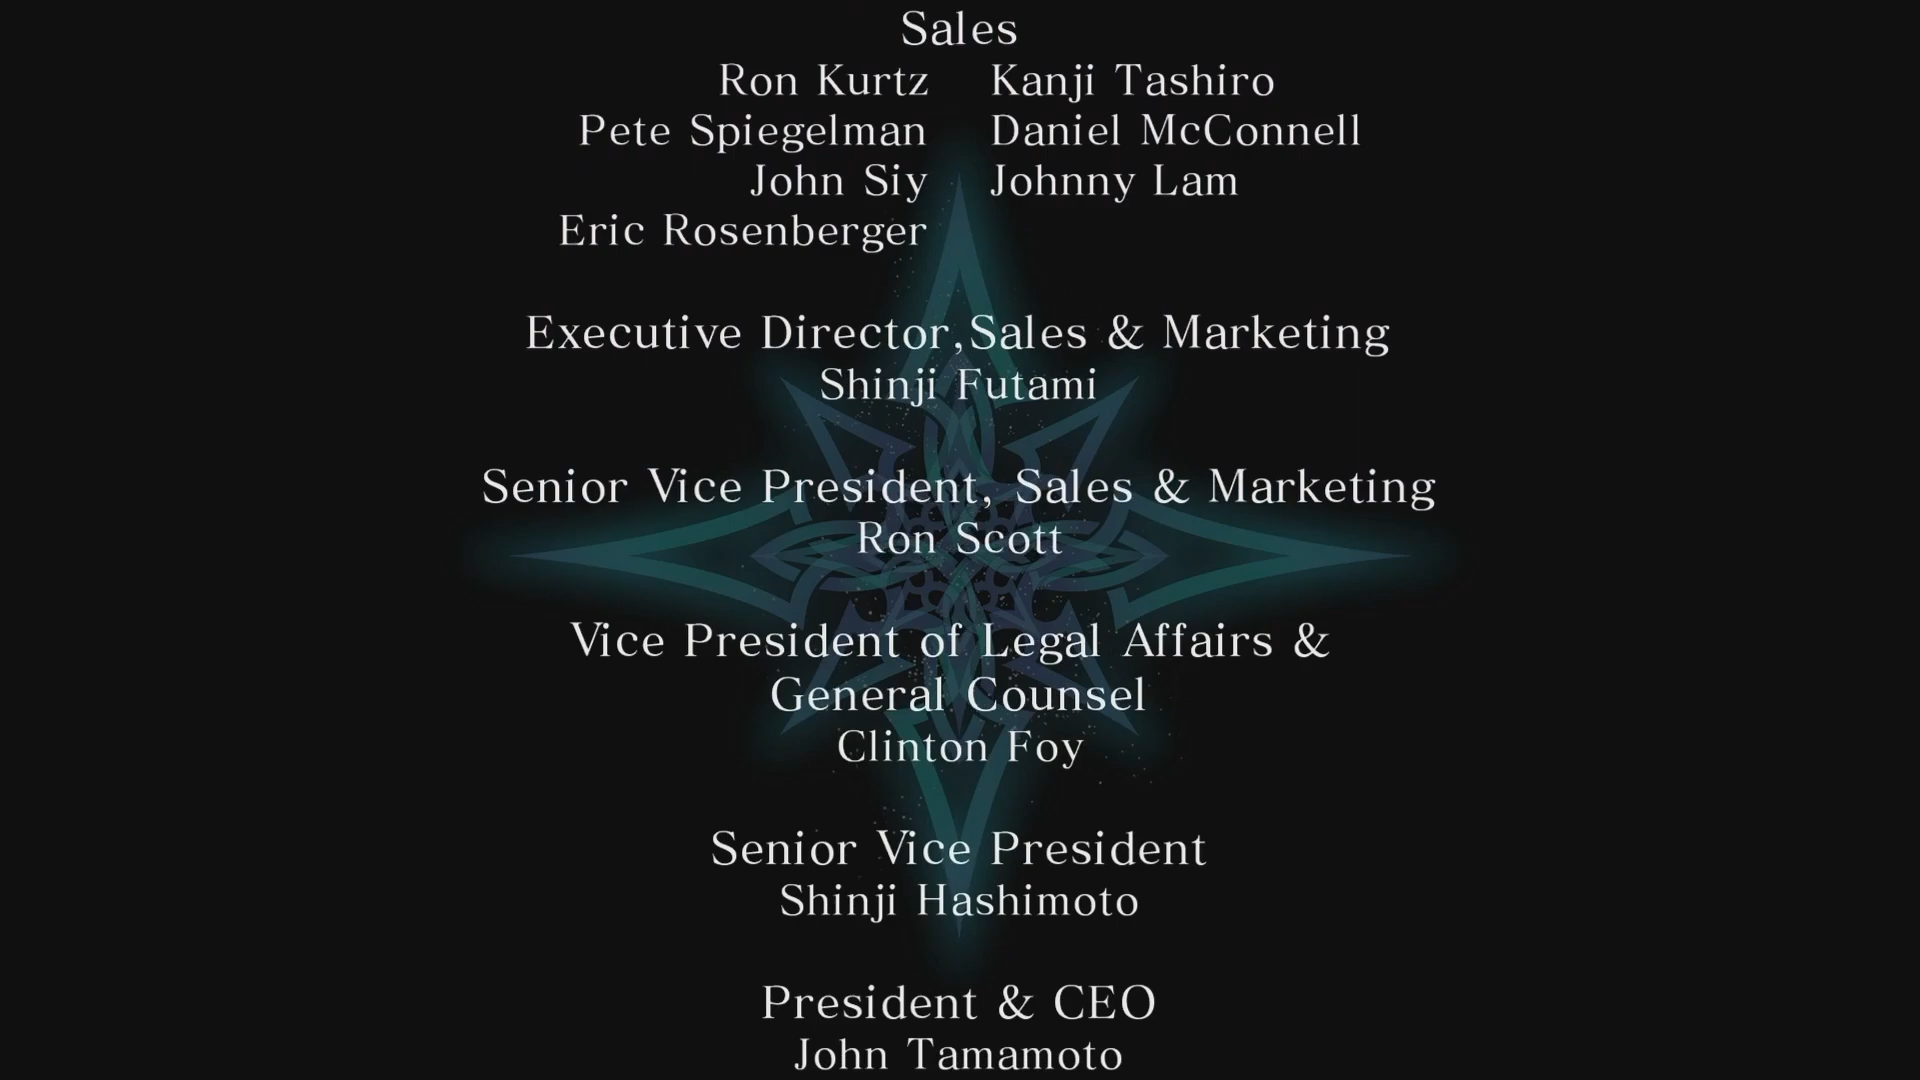 Sales
Ron Kurtz Kanji Tashiro
Pete Spiegelman Daniel McConnell
John Siy Johnny Lam
Eric Rosenberger
Executive Director,Sales & Marketing
Shinji Futami
Senior Vice President, Sales & Marketing
Ron Scott
Vice President of Legal Affairs &
General Counsel
Clinton Foy
Senior Vice President
Shinji Hashimoto
President & CEO
John Tamamoto